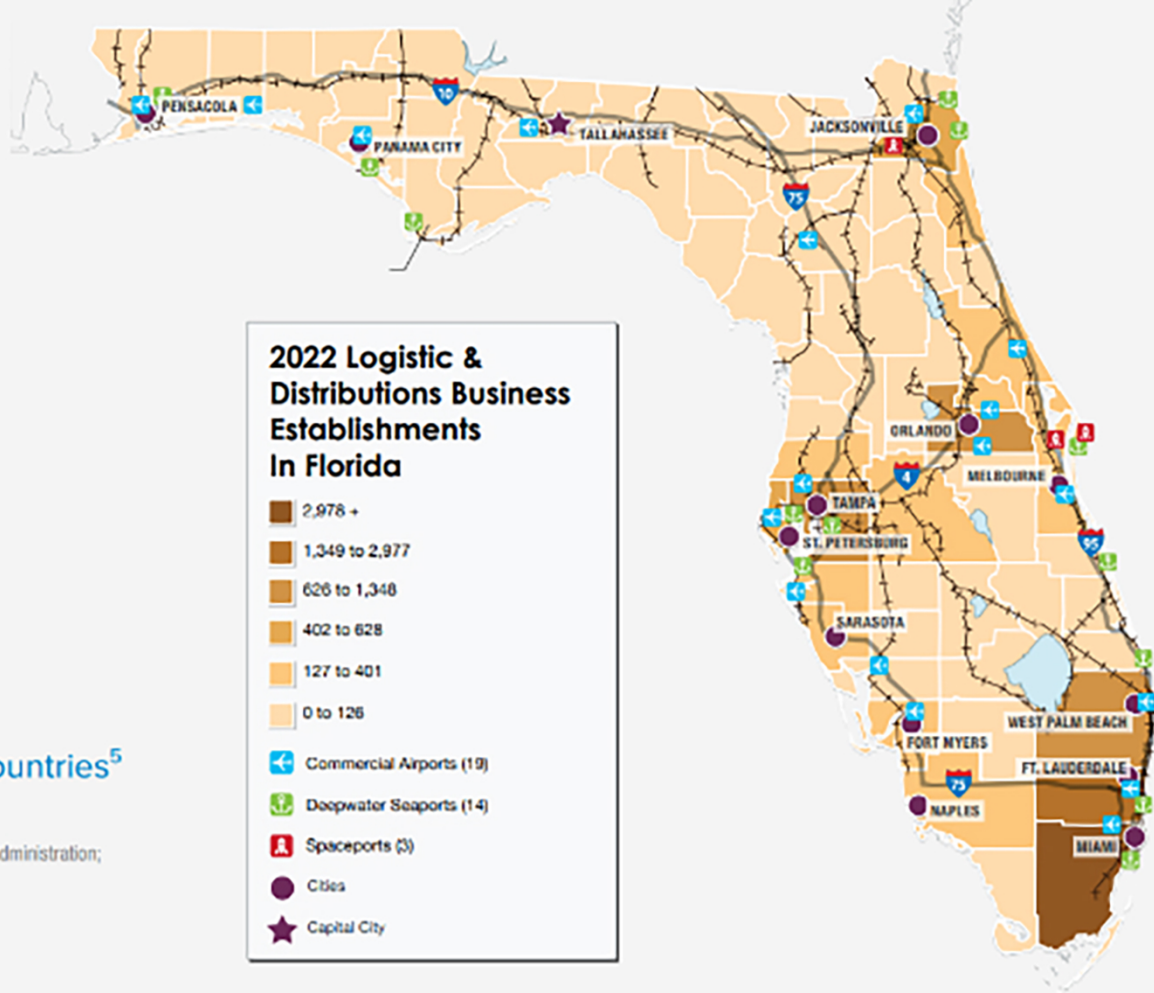 10
PENSACOLA
TALLAHASSEE
JACKSONVILLE
PANAMA CITY
75
2022 Logistic &
Distributions Business
Establishments
In Florida
2,978 +
1,349 to 2,977
626 to 1,348
402 to 628
127 to 401
0 to 126
Commercial Airports (19)
Deepwater Seaports (14)
Spaceports (3)
Cities
Capital City
ORLANDO
4
MELBOURNE
TAMPA
ST. PETERSBURG
95
SARASOTA
WEST PALM BEACH
FORT MYERS
FT. LAUDERDALE
75
NAPLES
MIAMI
ountries5
dministration;